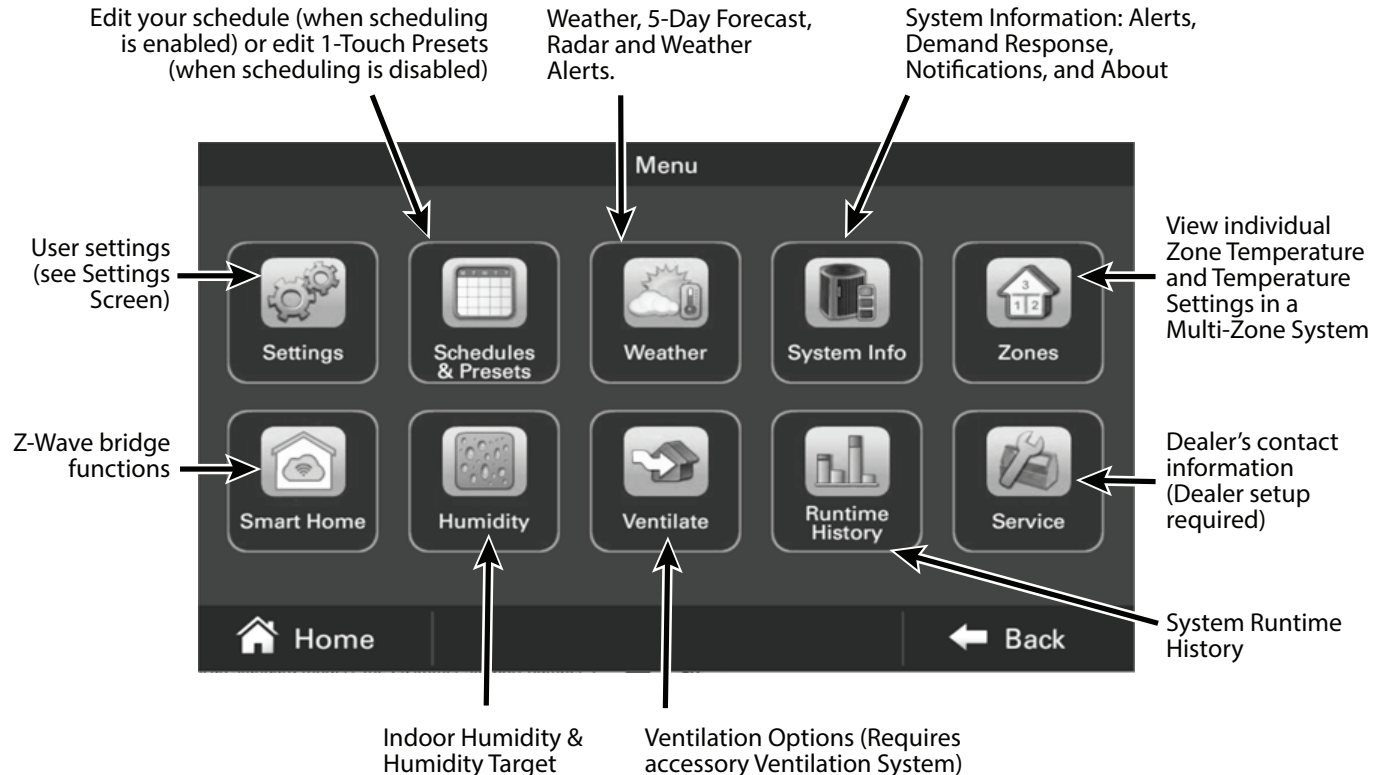 Edit your schedule (when scheduling
is enabled) or edit 1-Touch Presets
(when scheduling is disabled)
Weather, 5-Day Forecast,
Radar and Weather
Alerts.
System Information: Alerts,
Demand Response,
Notifications, and About
Menu
User settings
(see Settings
Screen)
Settings
Schedules
& Presets
Weather
System Info
3
1 2
Zones
View individual
Zone Temperature
and Temperature
Settings in a
Multi-Zone System
Z-Wave bridge
functions
Smart Home
Humidity
Ventilate
Runtime
History
Service
Dealer's contact
information
(Dealer setup
required)
Home
Back
System Runtime
History
Indoor Humidity &
Humidity Target
Ventilation Options (Requires
accessory Ventilation System)